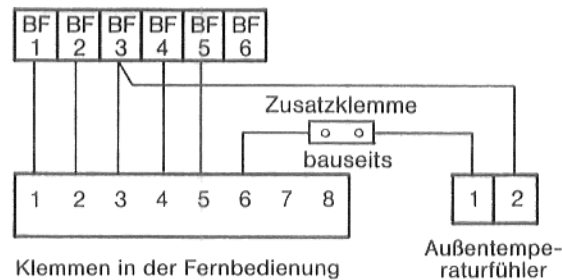 BF BF BF BF BF BF
1 2 3 4 5 6
Zusatzklemme
bauseits
1 2 3 4 5 6 7 8
1 2
Klemmen in der Fernbedienung
Außentempe-
raturfühler